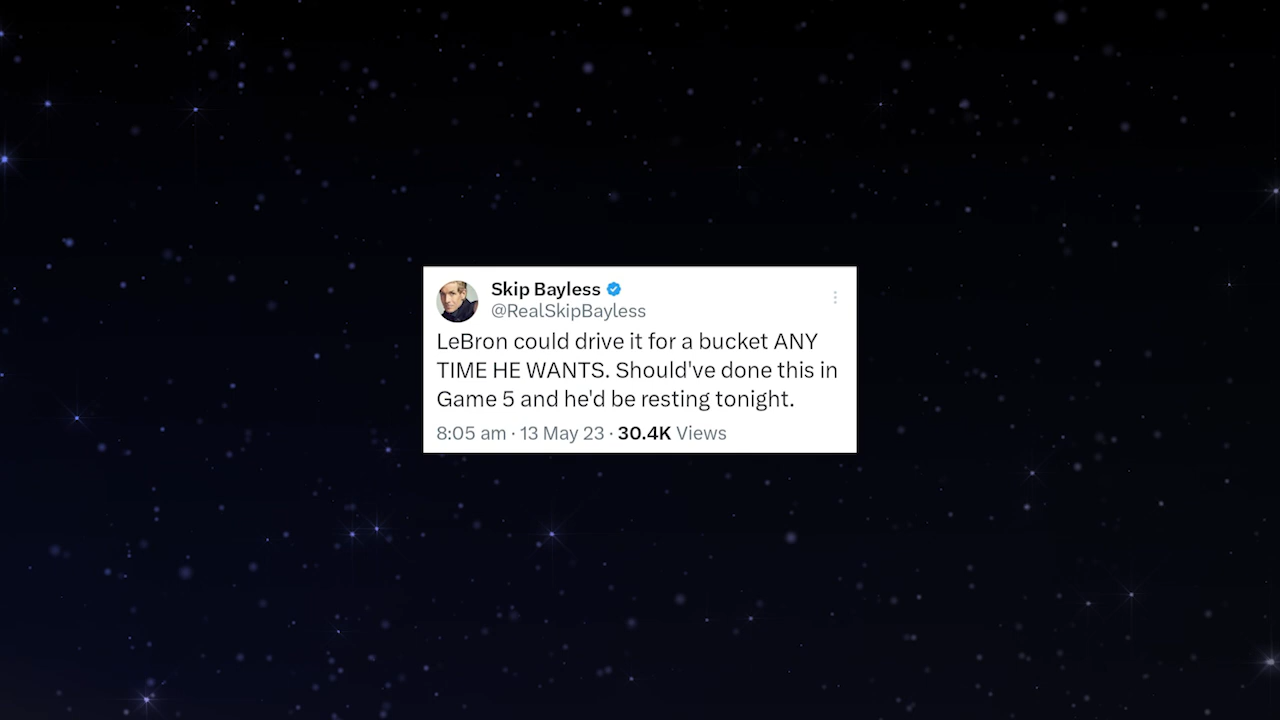 Skip Bayless
@RealSkipBayless
LeBron could drive it for a bucket ANY
TIME HE WANTS. Should've done this in
Game 5 and he'd be resting tonight.
8:05 am · 13 May 23 · 30.4K Views